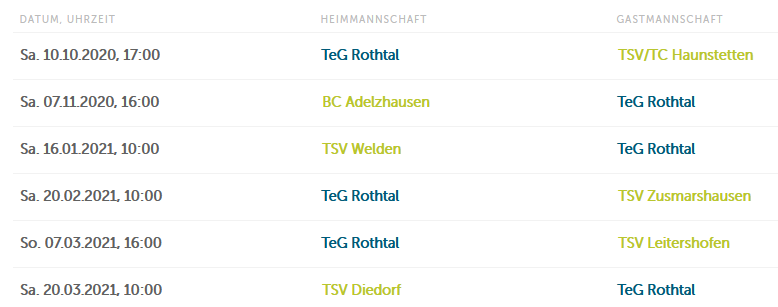 DATUM, UHRZEIT HEIMMANNSCHAFT GASTMANNSCHAFT
Sa. 10.10.2020, 17:00 TeG Rothtal TSV/TC Haunstetten
Sa. 07.11.2020, 16:00 BC Adelzhausen TeG Rothtal
Sa. 16.01.2021, 10:00 TSV Welden TeG Rothtal
Sa. 20.02.2021, 10:00 TeG Rothtal TSV Zusmarshausen
So. 07.03.2021, 16:00 TeG Rothtal TSV Leitershofen
Sa. 20.03.2021, 10:00 TSV Diedorf TeG Rothtal